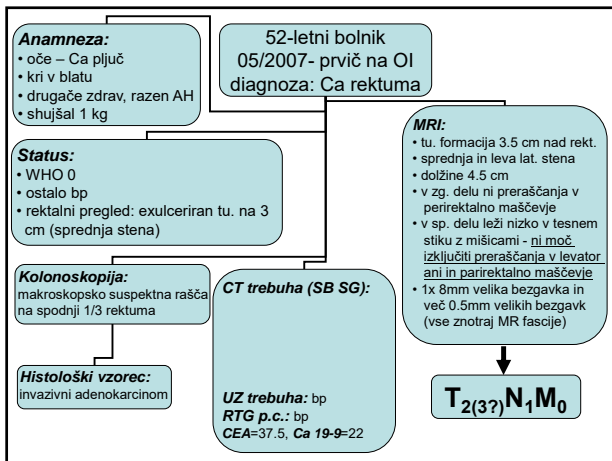 52-letni bolnik
05/2007- prvič na OI
diagnoza: Ca rektuma
Anamneza:
• oče – Ca pljuč
• kri v blatu
• drugače zdrav, razen AH
• shujšal 1 kg
Status:
• WHO 0
• ostalo bp
• rektalni pregled: exulceriran tu. na 3
cm (sprednja stena)
Kolonoskopija:
makroskopsko suspektna rašča
na spodnji 1/3 rektuma
Histološki vzorec:
invazivni adenokarcinom
CT trebuha (SB SG):
UZ trebuha: bp
RTG p.c.: bp
CEA=37.5, Ca 19-9=22
MRI:
• tu. formacija 3.5 cm nad rekt.
• sprednja in leva lat. stena
• dolžine 4.5 cm
• v zg. delu ni preraščanja v
perirektalno maščevje
• v sp. delu leži nizko v tesnem
stiku z mišicami - ni moč
izključiti preraščanja v levator
ani in parirektalno maščevje
• 1x 8mm velika bezgavka in
več 0.5mm velikih bezgavk
(vse znotraj MR fascije)
T2(3?)N1M0